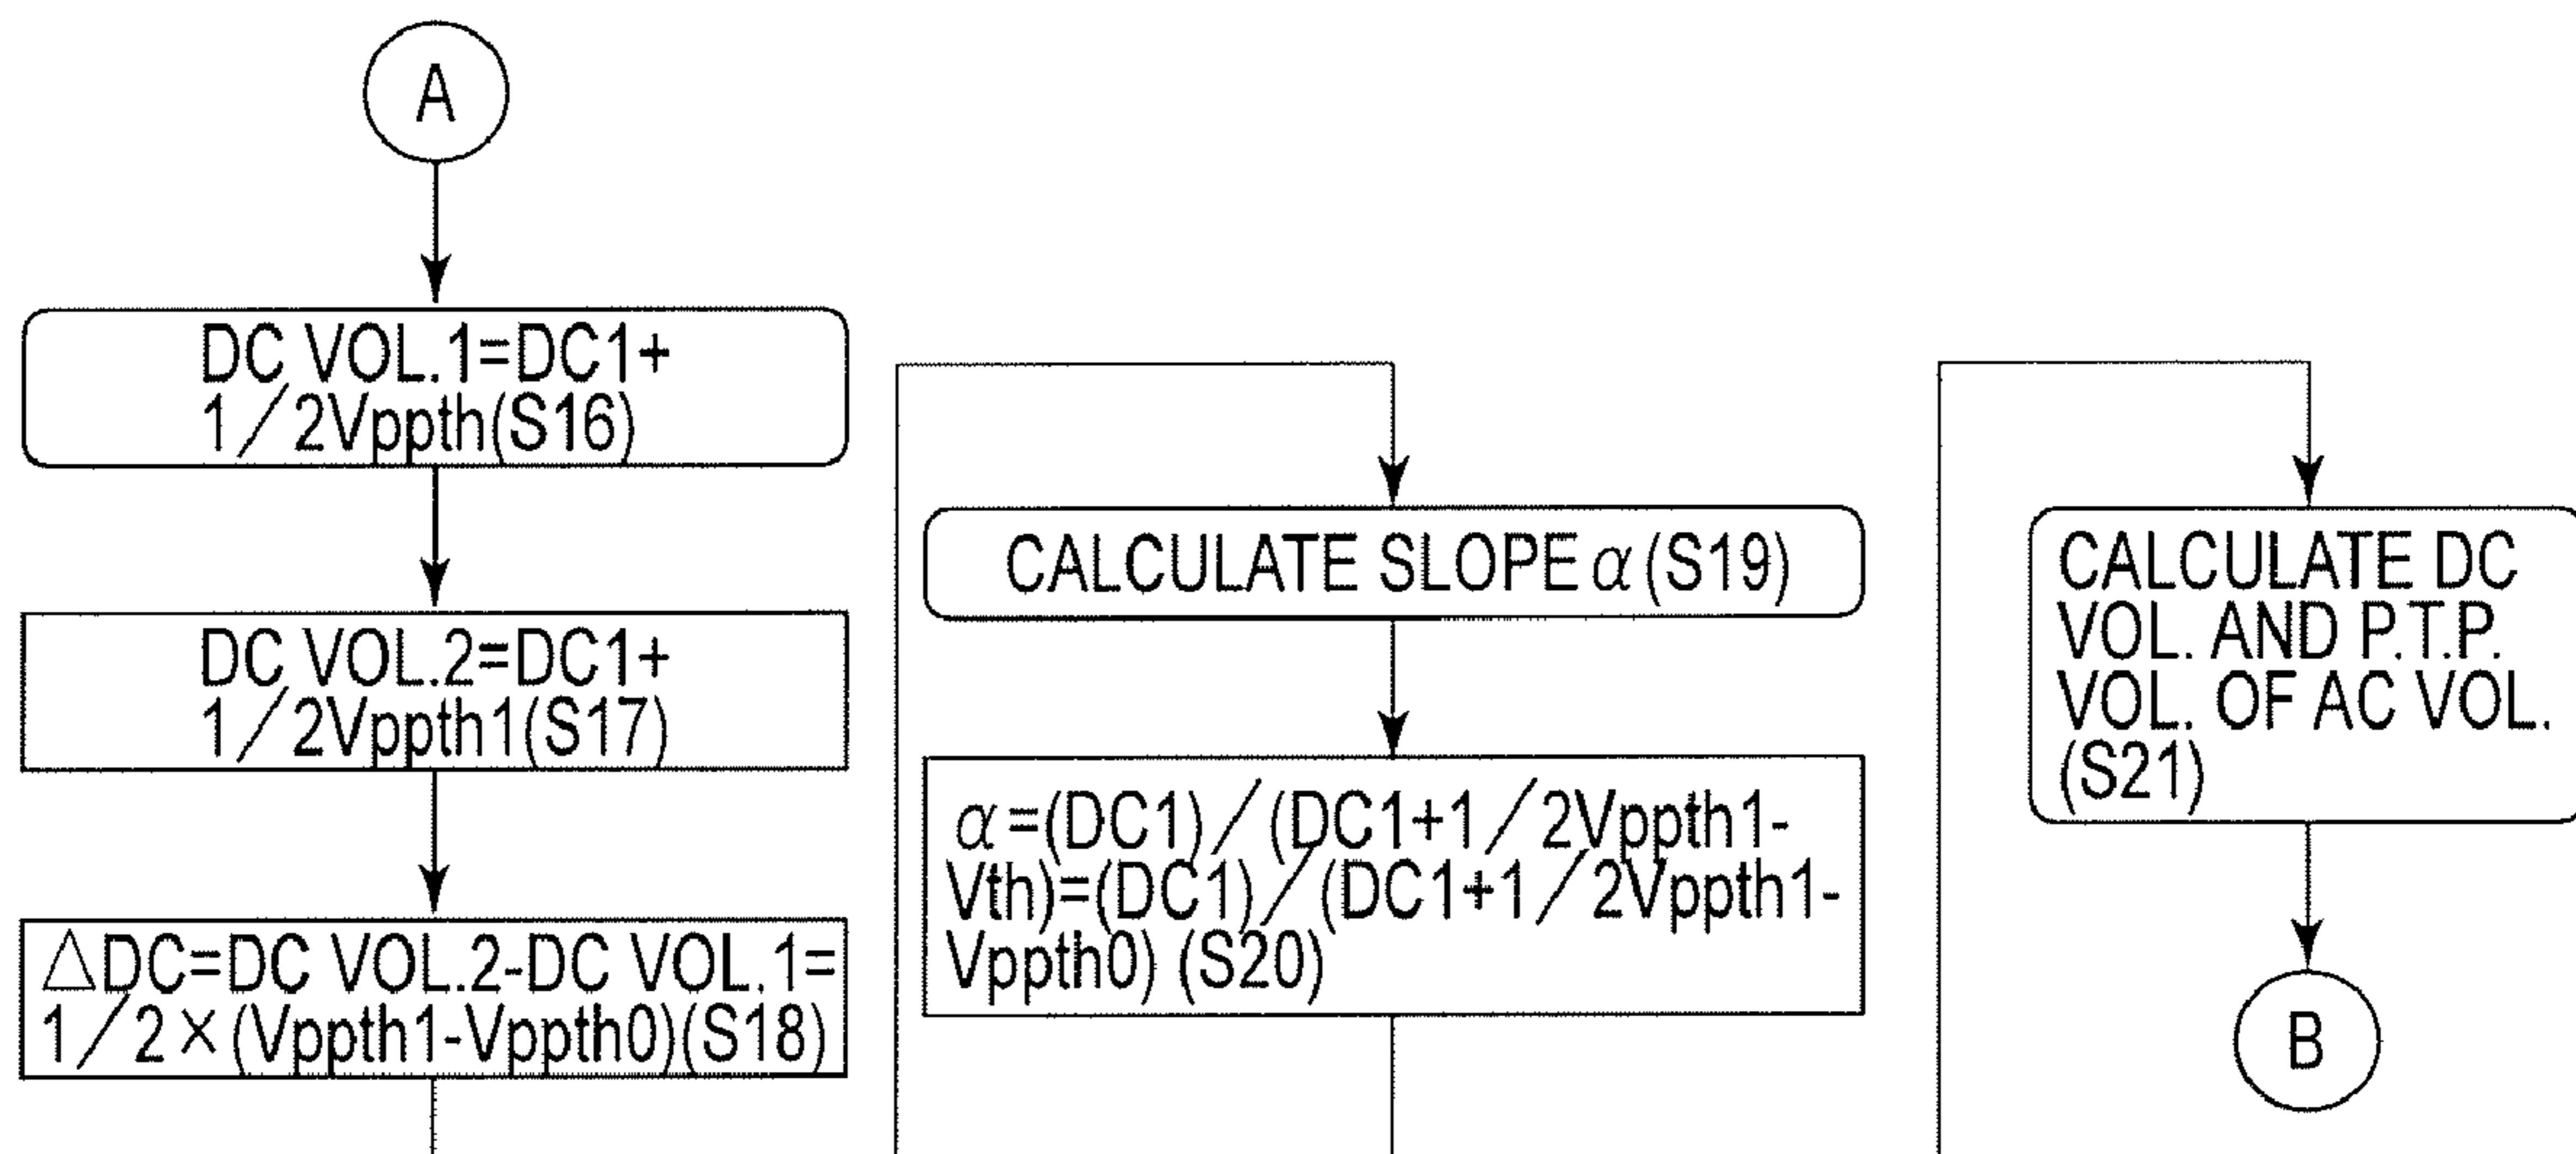 A
DC VOL.1=DC1+
1/2Vppth(S16)
DC VOL.2=DC1+
1/2Vppth1(S17)
△DC=DC VOL.2-DC VOL.1=
1/2×(Vppth1-Vppth0)(S18)
CALCULATE SLOPE α(S19)
α=(DC1)/(DC1+1/2Vppth1-
Vth)=(DC1)/(DC1+1/2Vppth1-
Vppth0) (S20)
CALCULATE DC
VOL. AND P.T.P.
VOL. OF AC VOL.
(S21)
B